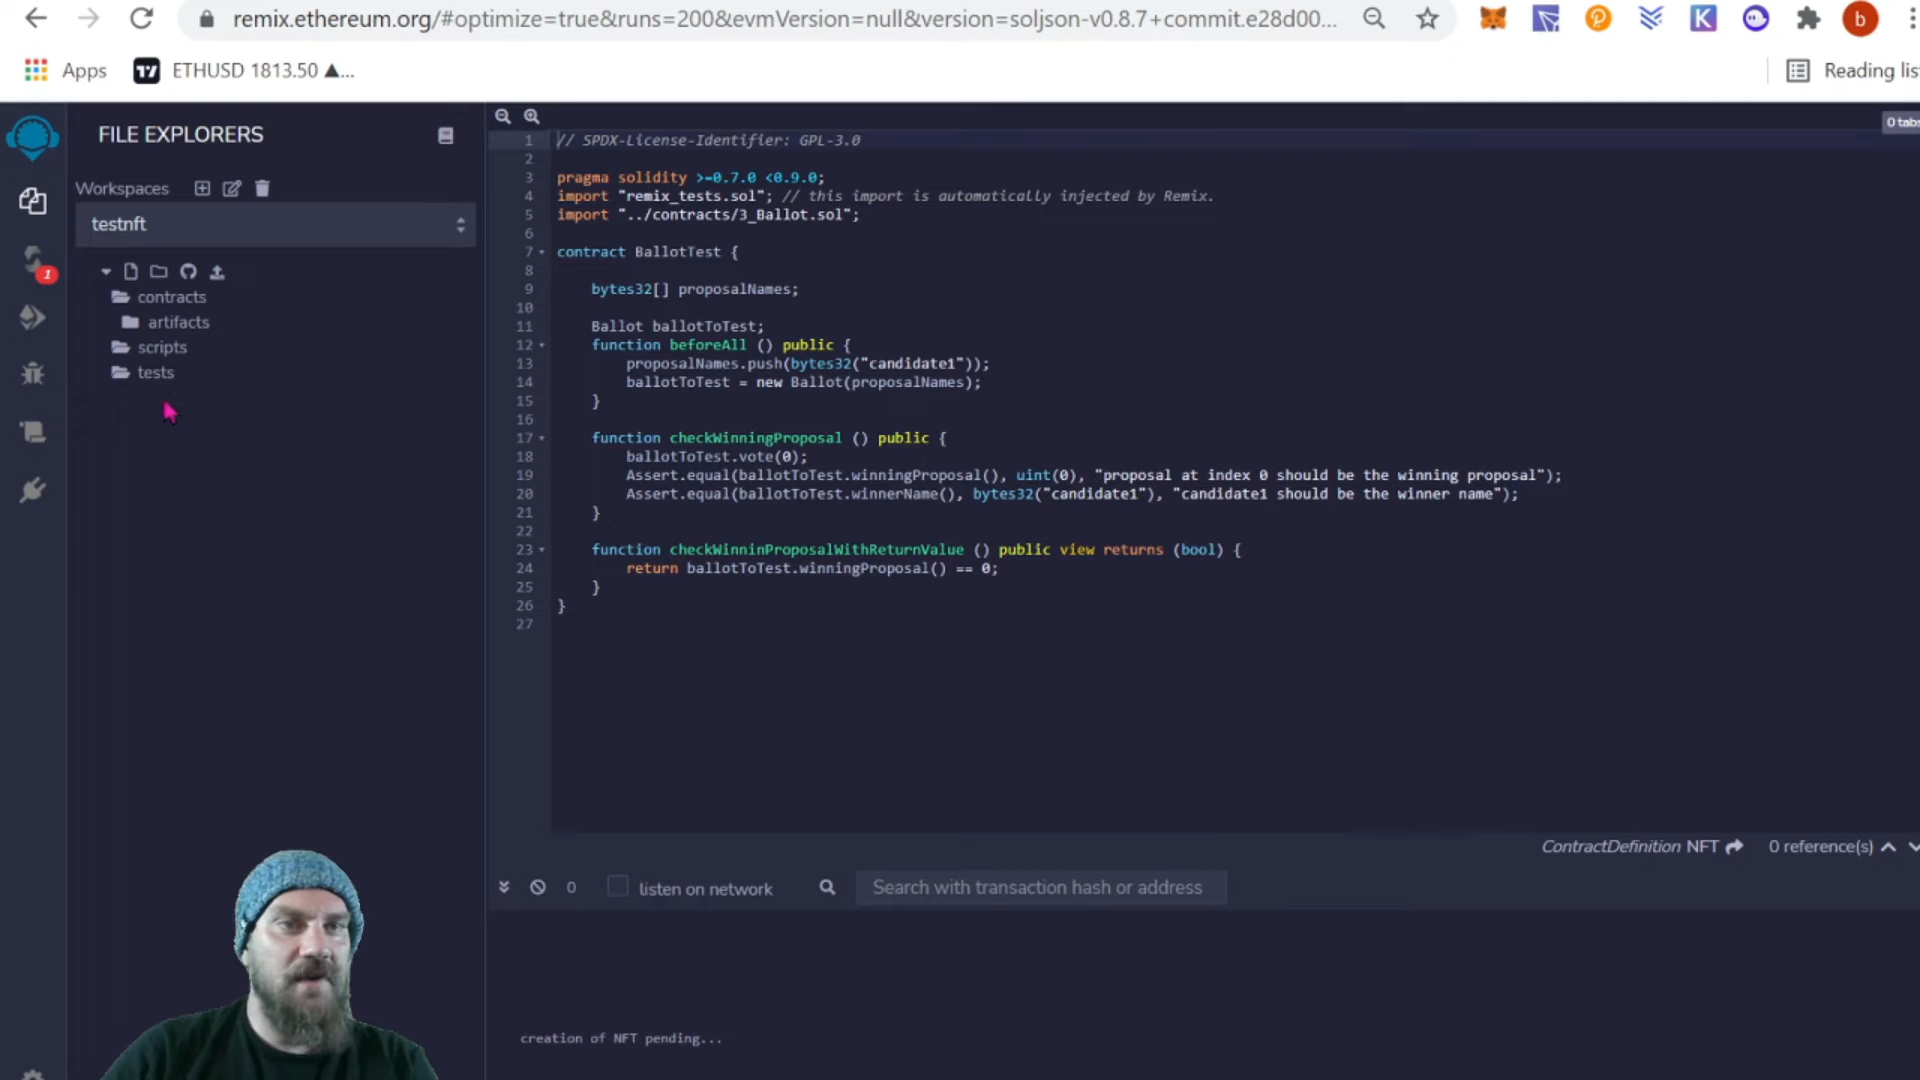 remix.ethereum.org/#optimize=true&runs=200&evmVersion=null&version=soljson-v0.8.7+commit.e28d00...
b
Apps
ETHUSD 1813.50 ▲...
Reading lis
FILE EXPLORERS
Workspaces
testnft
1
contracts
artifacts
scripts
tests
0 tabs
1 // SPDX-License-Identifier: GPL-3.0
2
3 pragma solidity >=0.7.0 <0.9.0;
4 import "remix_tests.sol"; // this import is automatically injected by Remix.
5 import "../contracts/3_Ballot.sol";
6
7 contract BallotTest {
8
9 bytes32[] proposalNames;
10
11 Ballot ballotToTest;
12 function beforeAll () public {
13 proposalNames.push(bytes32("candidate1"));
14 ballotToTest = new Ballot(proposalNames);
15 }
16
17 function checkWinningProposal () public {
18 ballotToTest.vote(0);
19 Assert.equal(ballotToTest.winningProposal(), uint(0), "proposal at index 0 should be the winning proposal");
20 Assert.equal(ballotToTest.winnerName(), bytes32("candidate1"), "candidate1 should be the winner name");
21 }
22
23 function checkWinninProposalWithReturnValue () public view returns (bool) {
24 return ballotToTest.winningProposal() == 0;
25 }
26 }
27
ContractDefinition NFT 0 reference(s)
0 listen on network Search with transaction hash or address
creation of NFT pending...